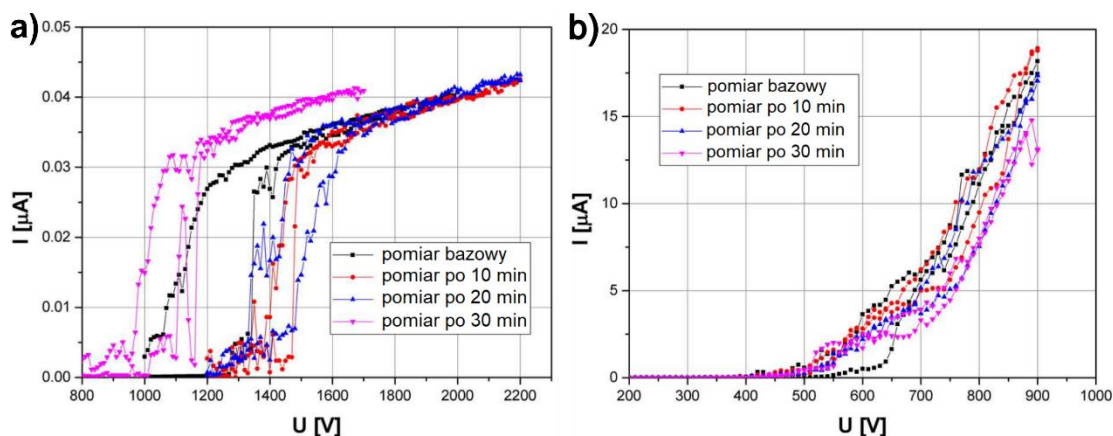 a)
I [µA]
0.05
0.04
0.03
0.02
0.01
0.00
pomiar bazowy
pomiar po 10 min
pomiar po 20 min
pomiar po 30 min
800 1000 1200 1400 1600 1800 2000 2200
U [V]
b)
I [µA]
20
15
10
5
0
pomiar bazowy
pomiar po 10 min
pomiar po 20 min
pomiar po 30 min
200 300 400 500 600 700 800 900 1000
U [V]